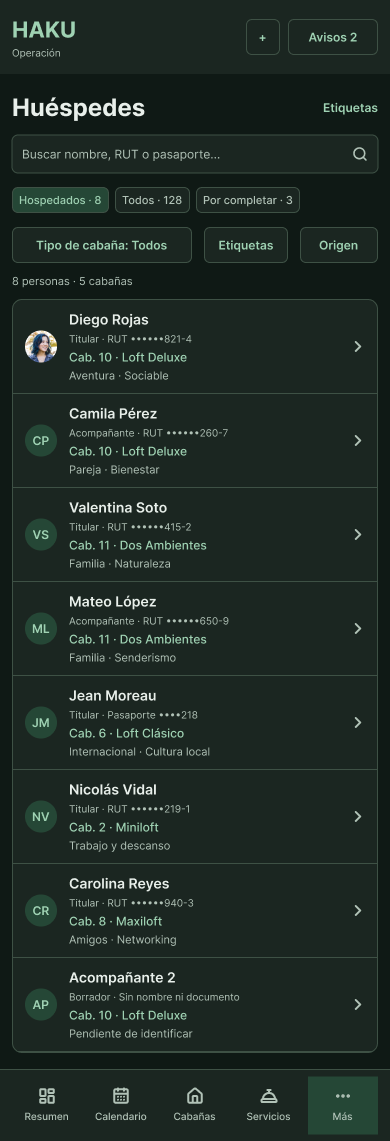 HAKU
Operación
+
Avisos 2
Huéspedes
Etiquetas
Buscar nombre, RUT o pasaporte...
Hospedados · 8
Todos · 128
Por completar · 3
Tipo de cabaña: Todos
Etiquetas
Origen
8 personas · 5 cabañas
Diego Rojas
Titular · RUT ••••••821-4
Cab. 10 · Loft Deluxe
Aventura · Sociable
CP
Camila Pérez
Acompañante · RUT ••••••260-7
Cab. 10 · Loft Deluxe
Pareja · Bienestar
VS
Valentina Soto
Titular · RUT ••••••415-2
Cab. 11 · Dos Ambientes
Familia · Naturaleza
ML
Mateo López
Acompañante · RUT ••••••650-9
Cab. 11 · Dos Ambientes
Familia · Senderismo
JM
Jean Moreau
Titular · Pasaporte ••••218
Cab. 6 · Loft Clásico
Internacional · Cultura local
NV
Nicolás Vidal
Titular · RUT ••••••219-1
Cab. 2 · Miniloft
Trabajo y descanso
CR
Carolina Reyes
Titular · RUT ••••••940-3
Cab. 8 · Maxiloft
Amigos · Networking
AP
Acompañante 2
Borrador · Sin nombre ni documento
Cab. 10 · Loft Deluxe
Pendiente de identificar
Resumen
Calendario
Cabañas
Servicios
Más